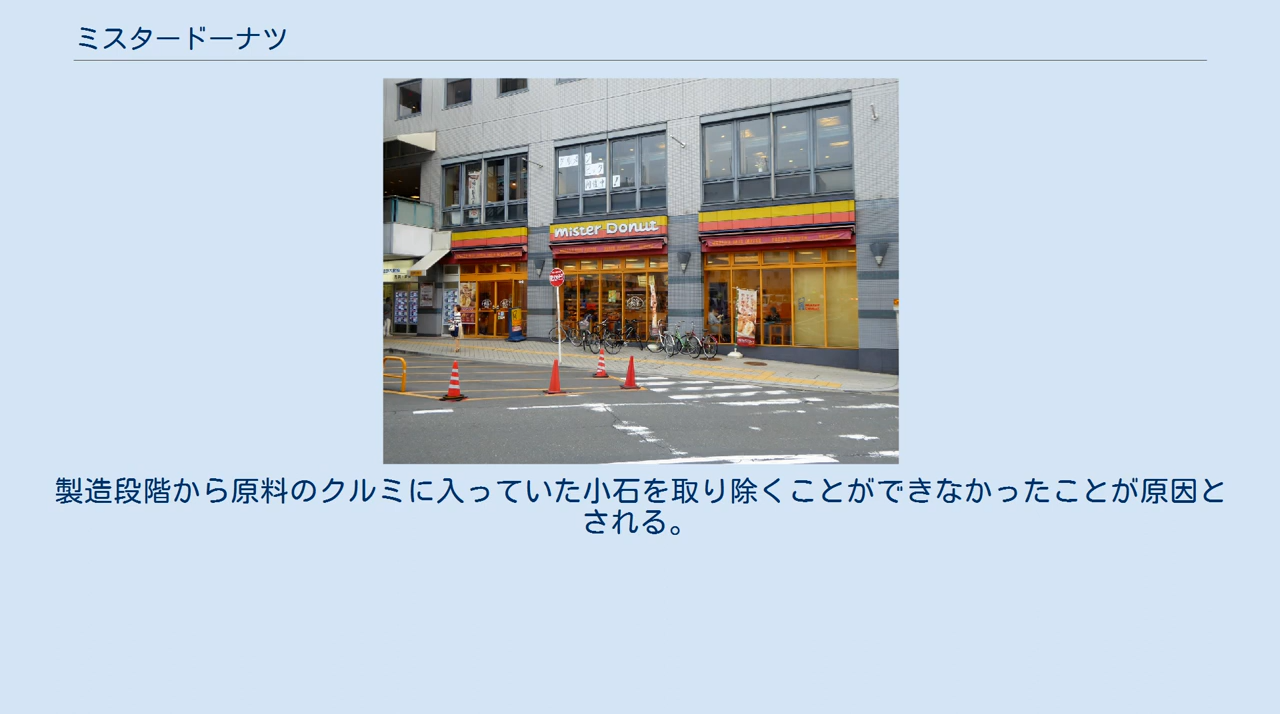 ミスタードーナツ
mister Donut
製造段階から原料のクルミに入っていた小石を取り除くことができなかったことが原因と
される。